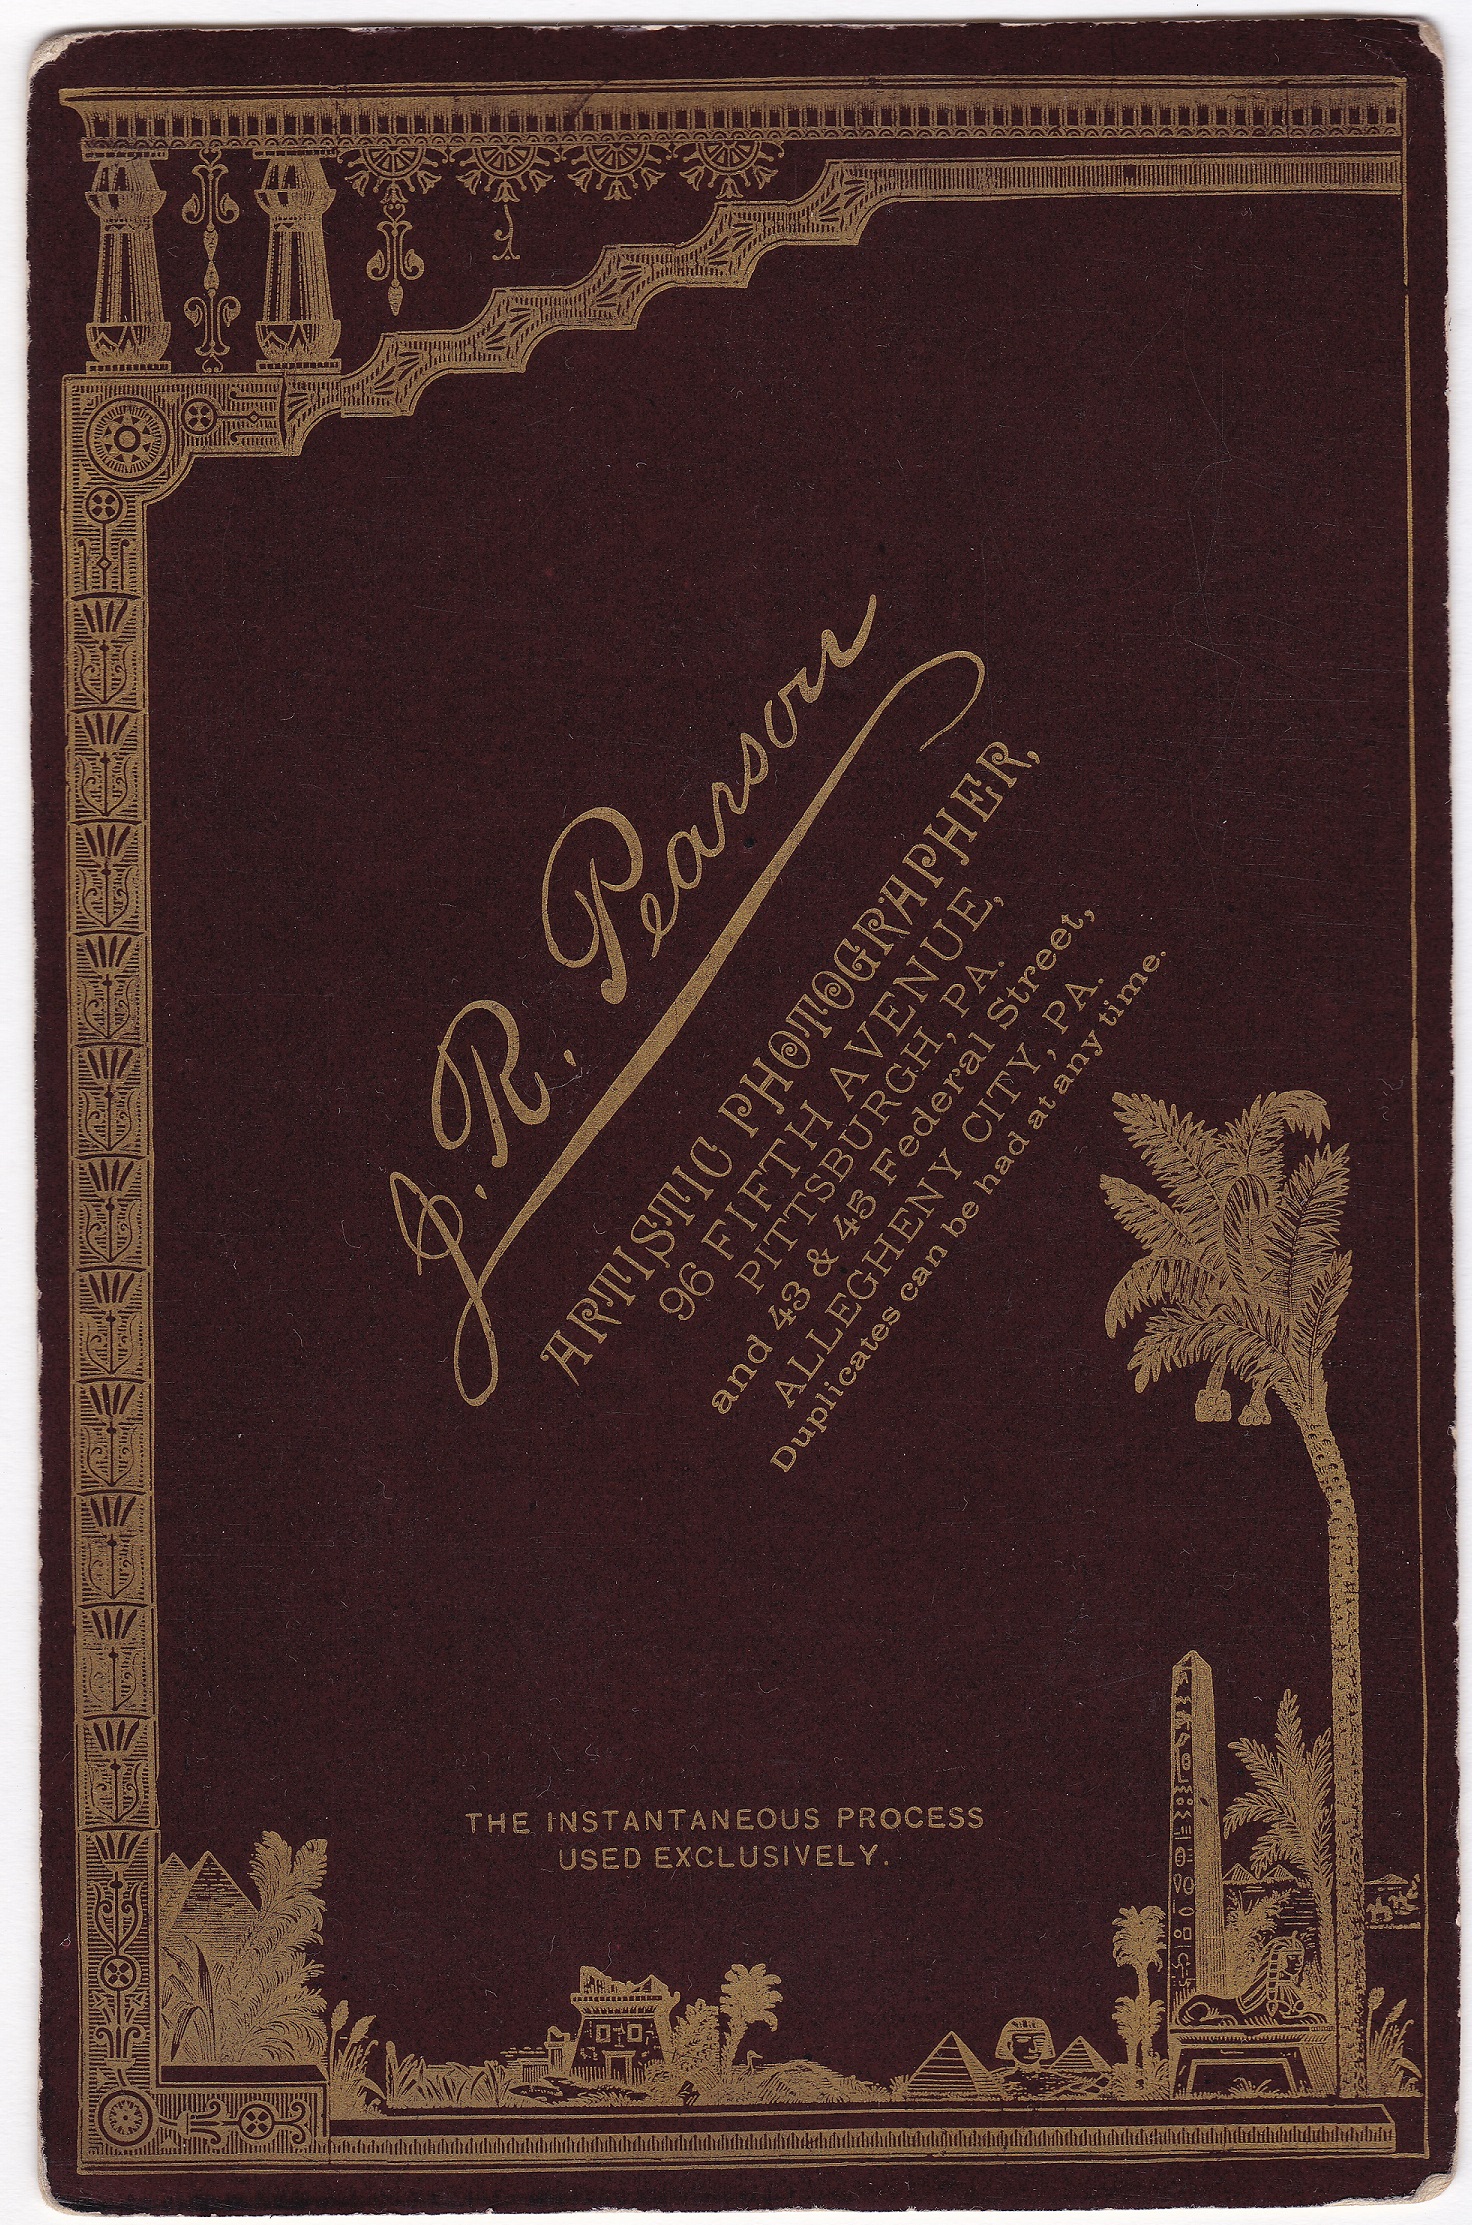 J. R. Pearson
ARTISTIC PHOTOGRAPHER,
96 FIFTH AVENUE,
PITTSBURGH, PA.
and 43 & 45 Federal Street,
ALLEGHENY CITY, PA.
Duplicates can be had at any time.
THE INSTANTANEOUS PROCESS
USED EXCLUSIVELY.